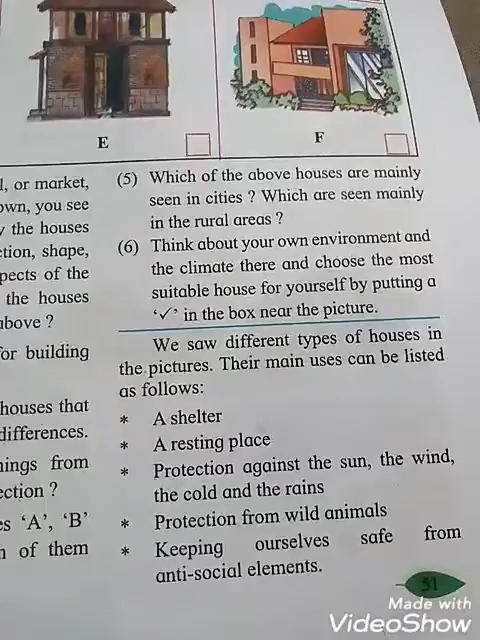 E
F
l, or market,
own, you see
y the houses
ction, shape,
pects of the
the houses
above ?
for building
houses that
differences.
hings from
ection ?
es ‘A’, ‘B’
n of them
(5) Which of the above houses are mainly
seen in cities ? Which are seen mainly
in the rural areas ?
(6) Think about your own environment and
the climate there and choose the most
suitable house for yourself by putting a
‘✓’ in the box near the picture.
We saw different types of houses in
the pictures. Their main uses can be listed
as follows:
* A shelter
* A resting place
* Protection against the sun, the wind,
the cold and the rains
* Protection from wild animals
* Keeping ourselves safe from
anti-social elements.
51
Made with
VideoShow